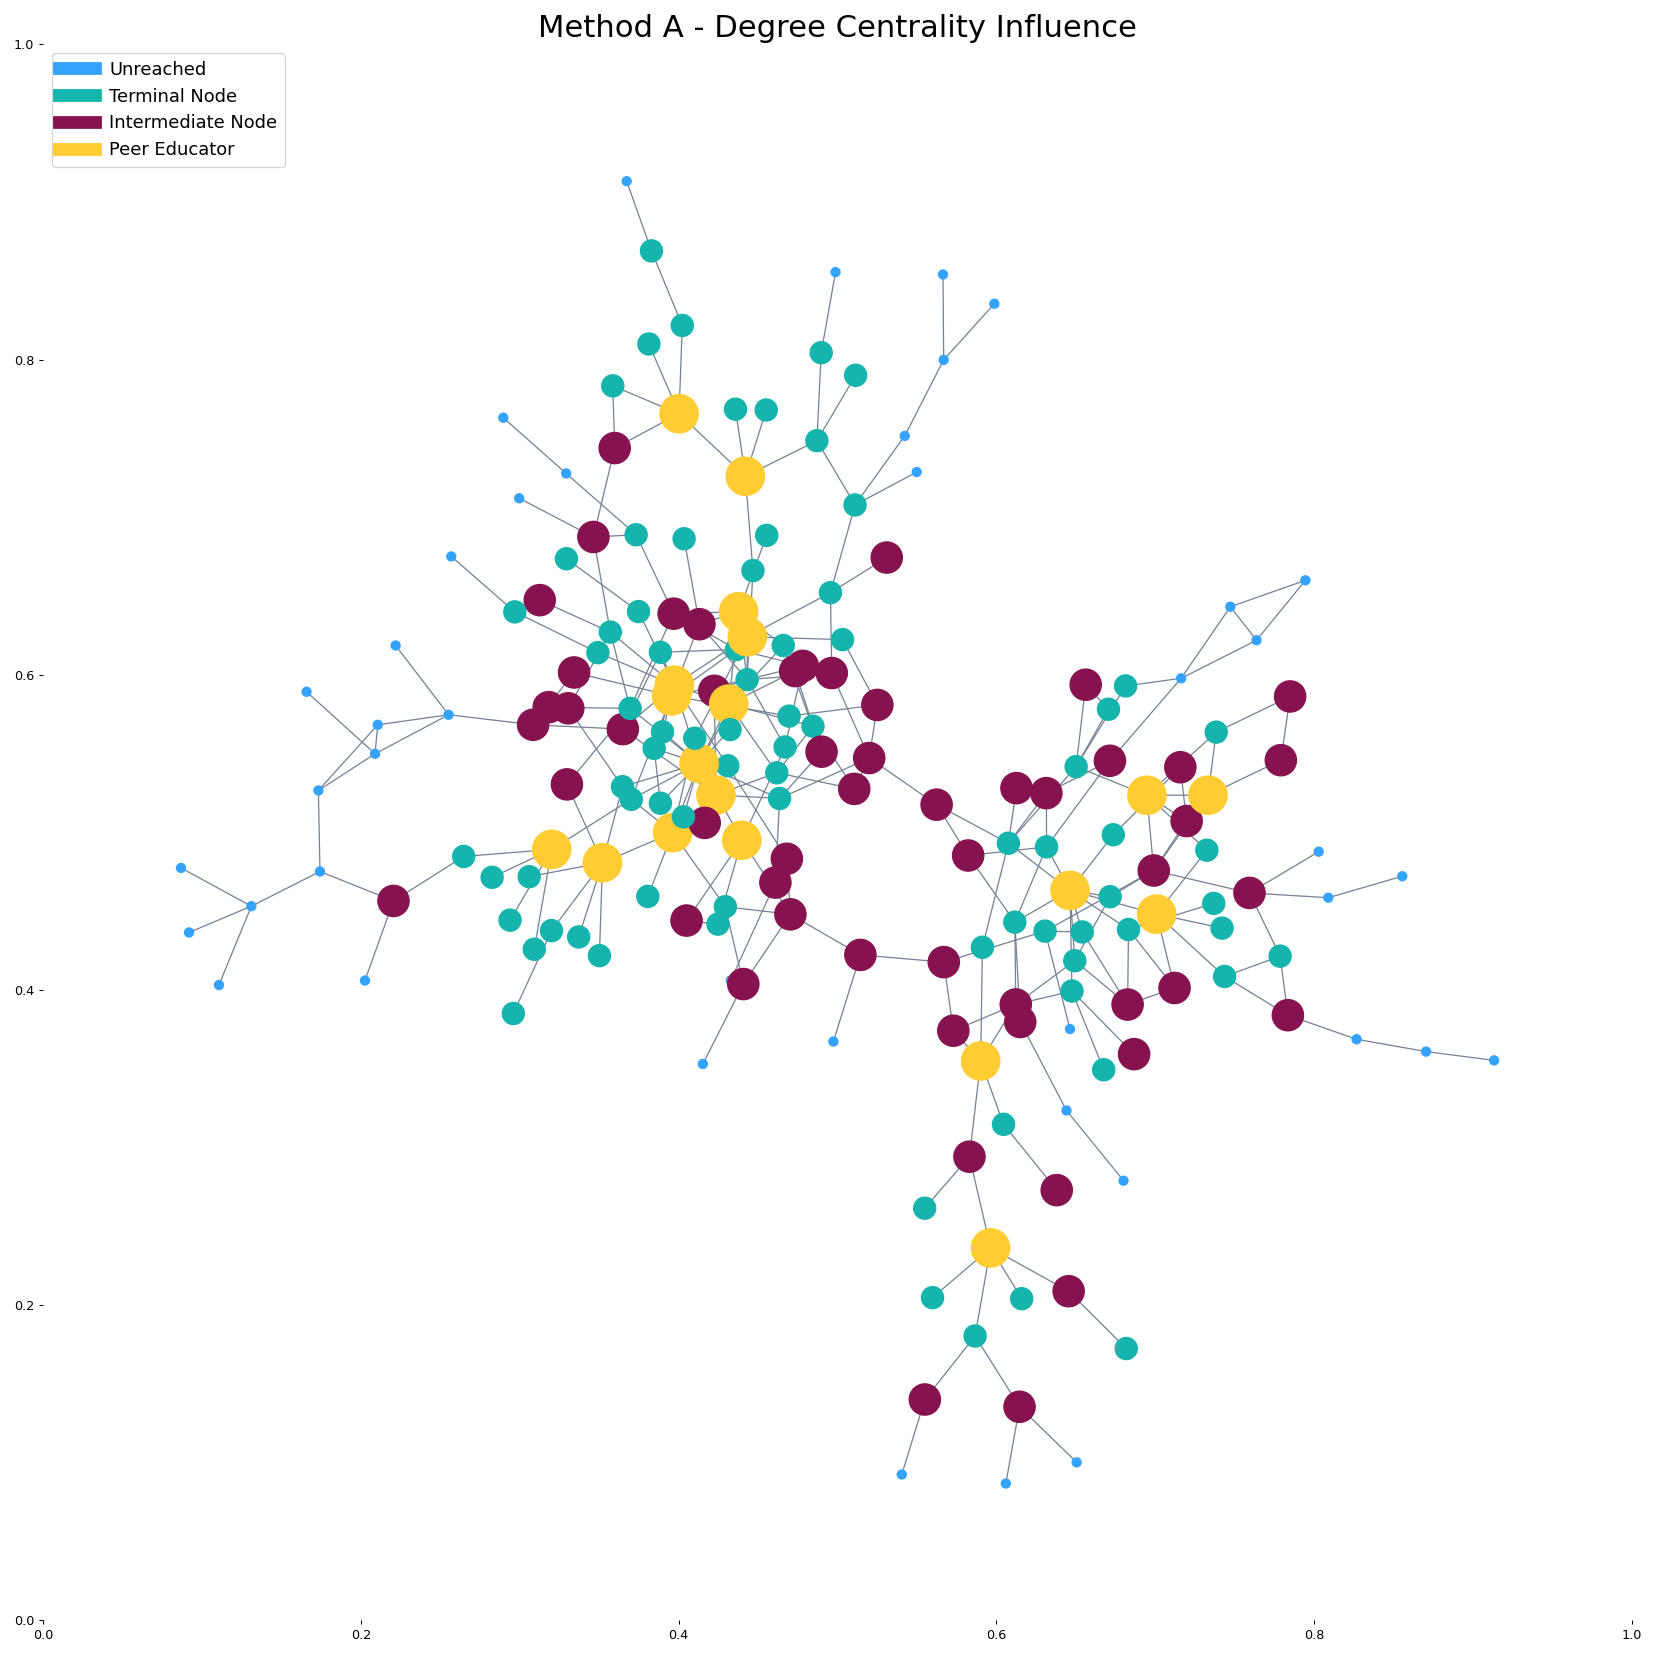 Method A - Degree Centrality Influence
1.0
Unreached
Terminal Node
Intermediate Node
Peer Educator
0.8
0.6
0.4
0.2
0.0
0.0 0.2 0.4 0.6 0.8 1.0